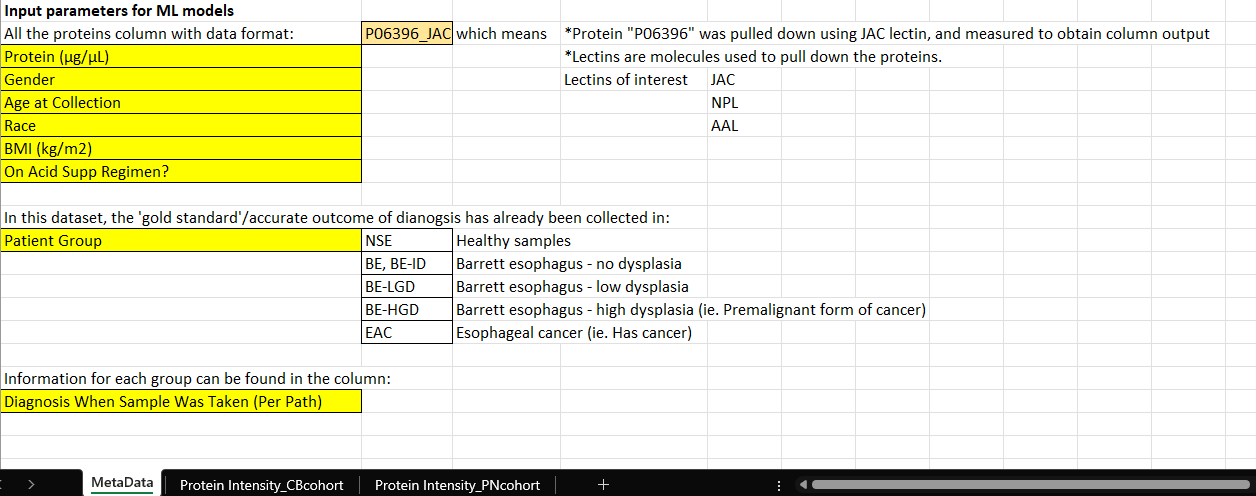 Input parameters for ML models
All the proteins column with data format: P06396_JAC which means *Protein "P06396" was pulled down using JAC lectin, and measured to obtain column output
Protein (µg/µL) *Lectins are molecules used to pull down the proteins.
Gender Lectins of interest JAC
Age at Collection NPL
Race AAL
BMI (kg/m2)
On Acid Supp Regimen?
In this dataset, the 'gold standard'/accurate outcome of dianogsis has already been collected in:
Patient Group NSE Healthy samples
BE, BE-ID Barrett esophagus - no dysplasia
BE-LGD Barrett esophagus - low dysplasia
BE-HGD Barrett esophagus - high dysplasia (ie. Premalignant form of cancer)
EAC Esophageal cancer (ie. Has cancer)
Information for each group can be found in the column:
Diagnosis When Sample Was Taken (Per Path)
MetaData Protein Intensity_CBcohort Protein Intensity_PNcohort